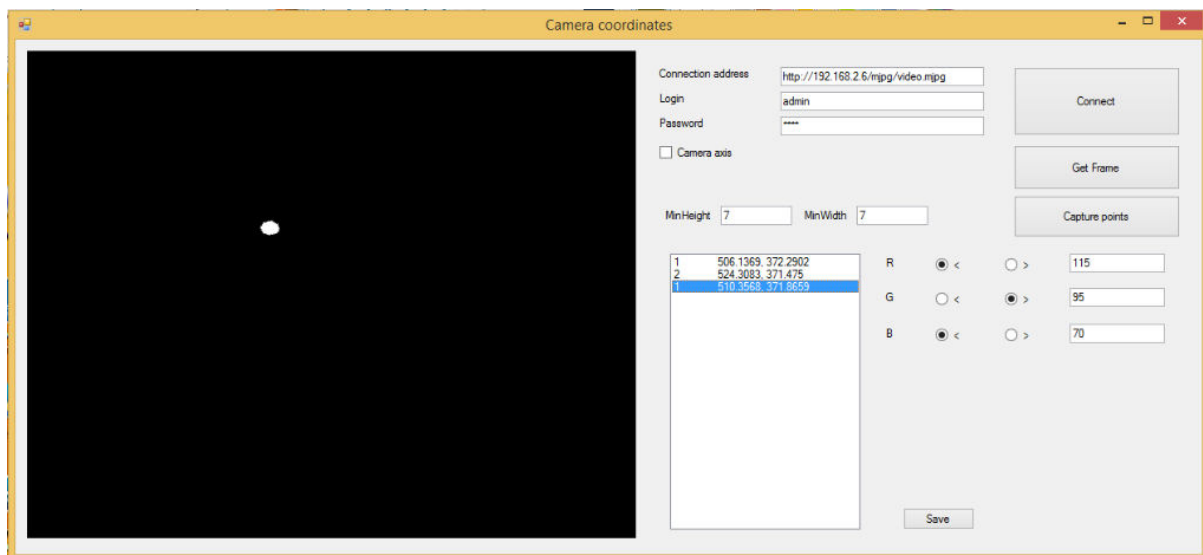 Camera coordinates
Connection address http://192.168.2.6/mjpg/video.mjpg
Connect
Login admin
Password ****
Camera axis
Get Frame
MinHeight 7 MinWidth 7
Capture points
1 506.1369, 372.2902
2 524.3083, 371.475
1 510.3568, 371.8659
R < > 115
G < > 95
B < > 70
Save